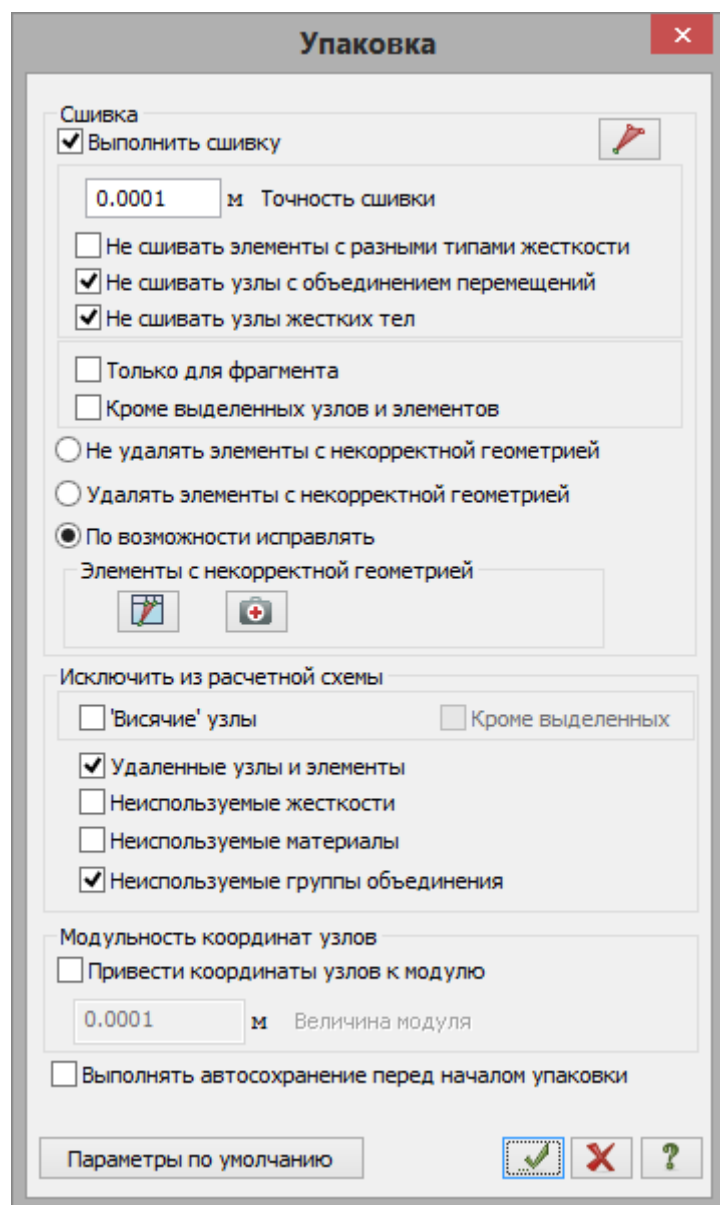 Упаковка
Сшивка
Выполнить сшивку
0.0001 м Точность сшивки
Не сшивать элементы с разными типами жесткости
Не сшивать узлы с объединением перемещений
Не сшивать узлы жестких тел
Только для фрагмента
Кроме выделенных узлов и элементов
Не удалять элементы с некорректной геометрией
Удалять элементы с некорректной геометрией
По возможности исправлять
Элементы с некорректной геометрией
Исключить из расчетной схемы
'Висячие' узлы Кроме выделенных
Удаленные узлы и элементы
Неиспользуемые жесткости
Неиспользуемые материалы
Неиспользуемые группы объединения
Модульность координат узлов
Привести координаты узлов к модулю
0.0001 м Величина модуля
Выполнять автосохранение перед началом упаковки
Параметры по умолчанию ?